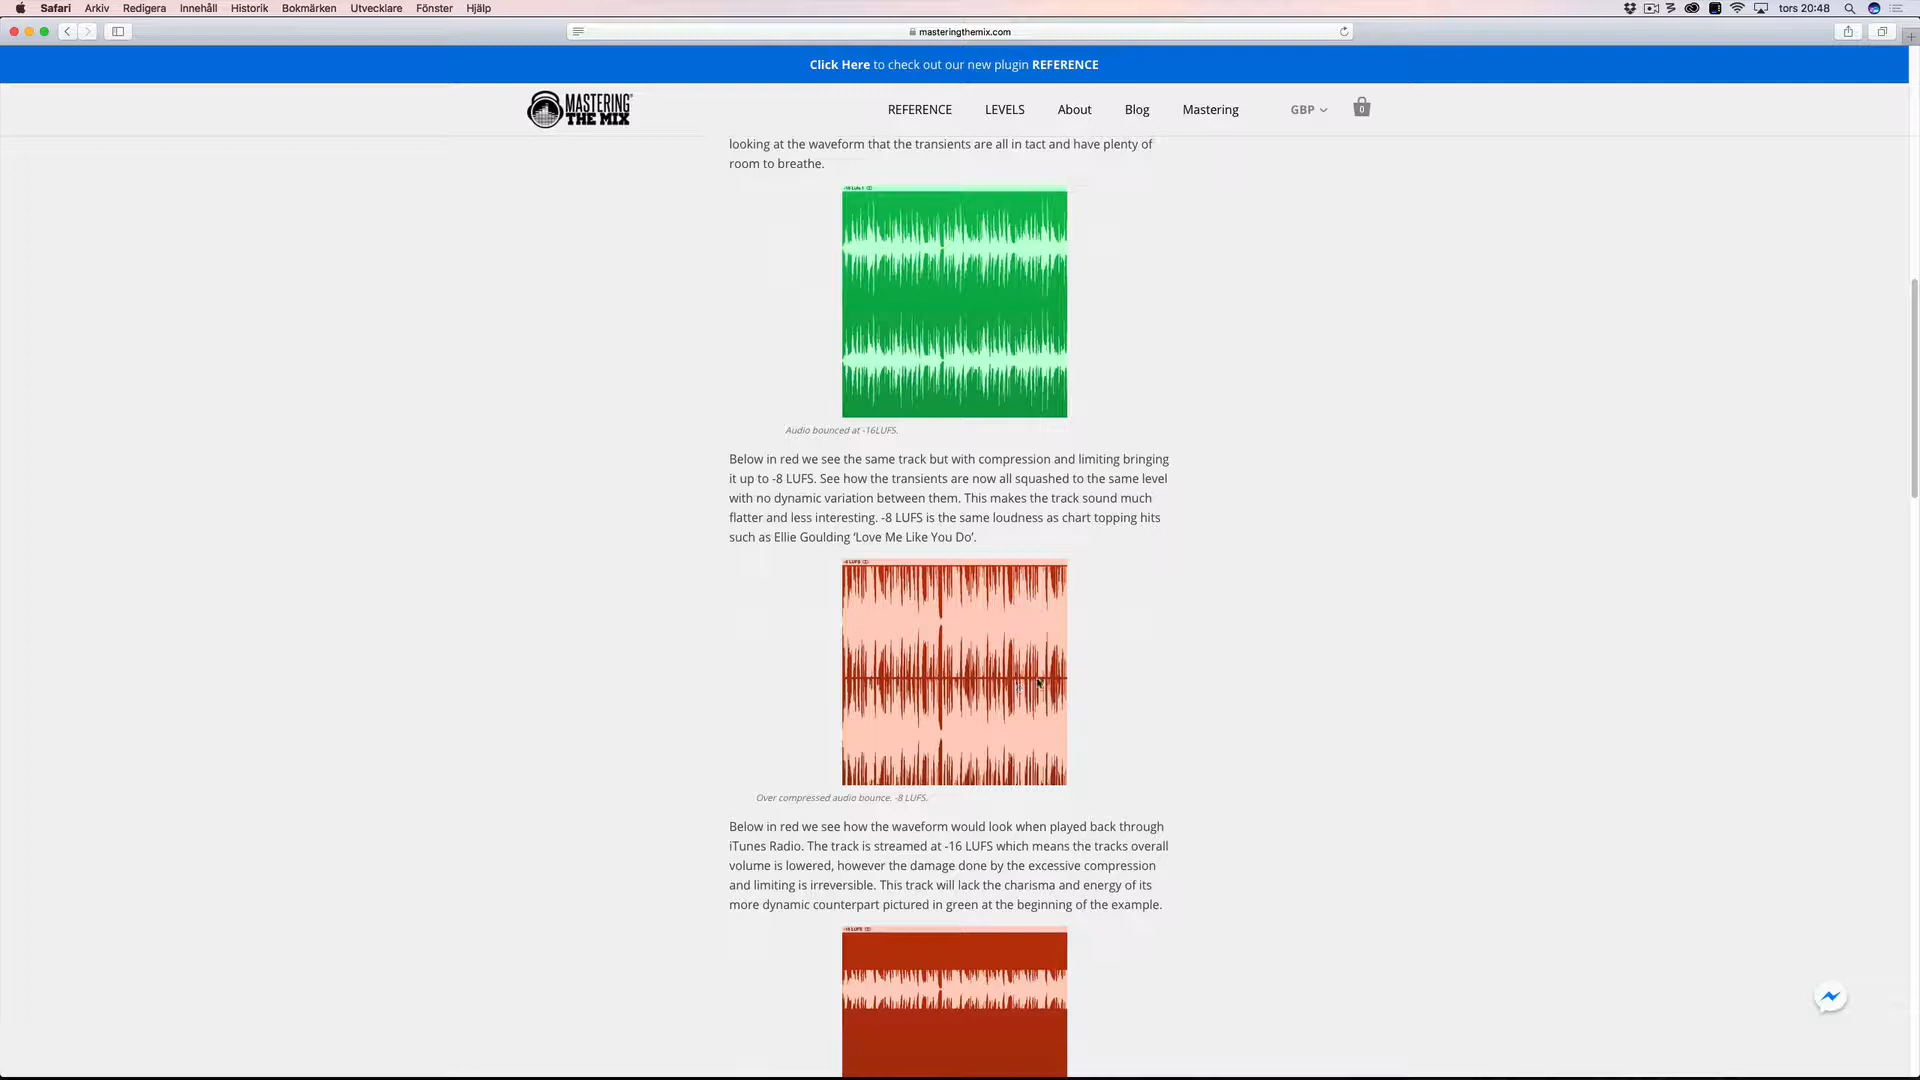 Safari Arkiv Redigera Innehåll Historik Bokmärken Utvecklare Fönster Hjälp tors 20:48
masteringthemix.com
Click Here to check out our new plugin REFERENCE
MASTERING THE MIX
REFERENCE LEVELS About Blog Mastering GBP 0
looking at the waveform that the transients are all in tact and have plenty of
room to breathe.
Audio bounced at -16LUFS.
Below in red we see the same track but with compression and limiting bringing
it up to -8 LUFS. See how the transients are now all squashed to the same level
with no dynamic variation between them. This makes the track sound much
flatter and less interesting. -8 LUFS is the same loudness as chart topping hits
such as Ellie Goulding ‘Love Me Like You Do’.
-8 LUFS
Over compressed audio bounce. -8 LUFS.
Below in red we see how the waveform would look when played back through
iTunes Radio. The track is streamed at -16 LUFS which means the tracks overall
volume is lowered, however the damage done by the excessive compression
and limiting is irreversible. This track will lack the charisma and energy of its
more dynamic counterpart pictured in green at the beginning of the example.
-16 LUFS